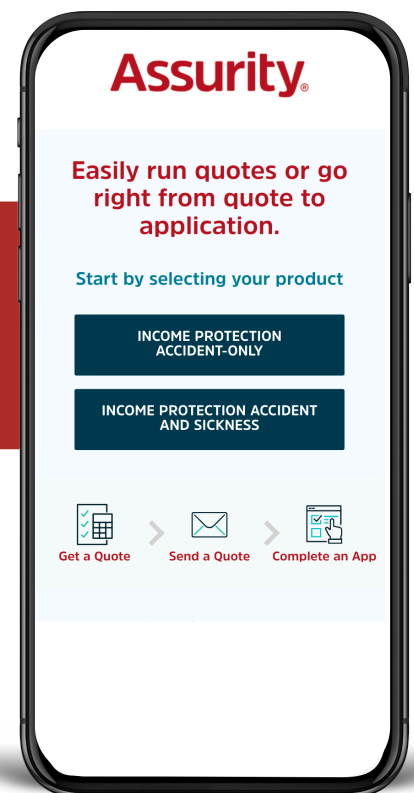 Assurity®
Easily run quotes or go
right from quote to
application.
Start by selecting your product
INCOME PROTECTION
ACCIDENT-ONLY
INCOME PROTECTION ACCIDENT
AND SICKNESS
Get a Quote
Send a Quote
Complete an App